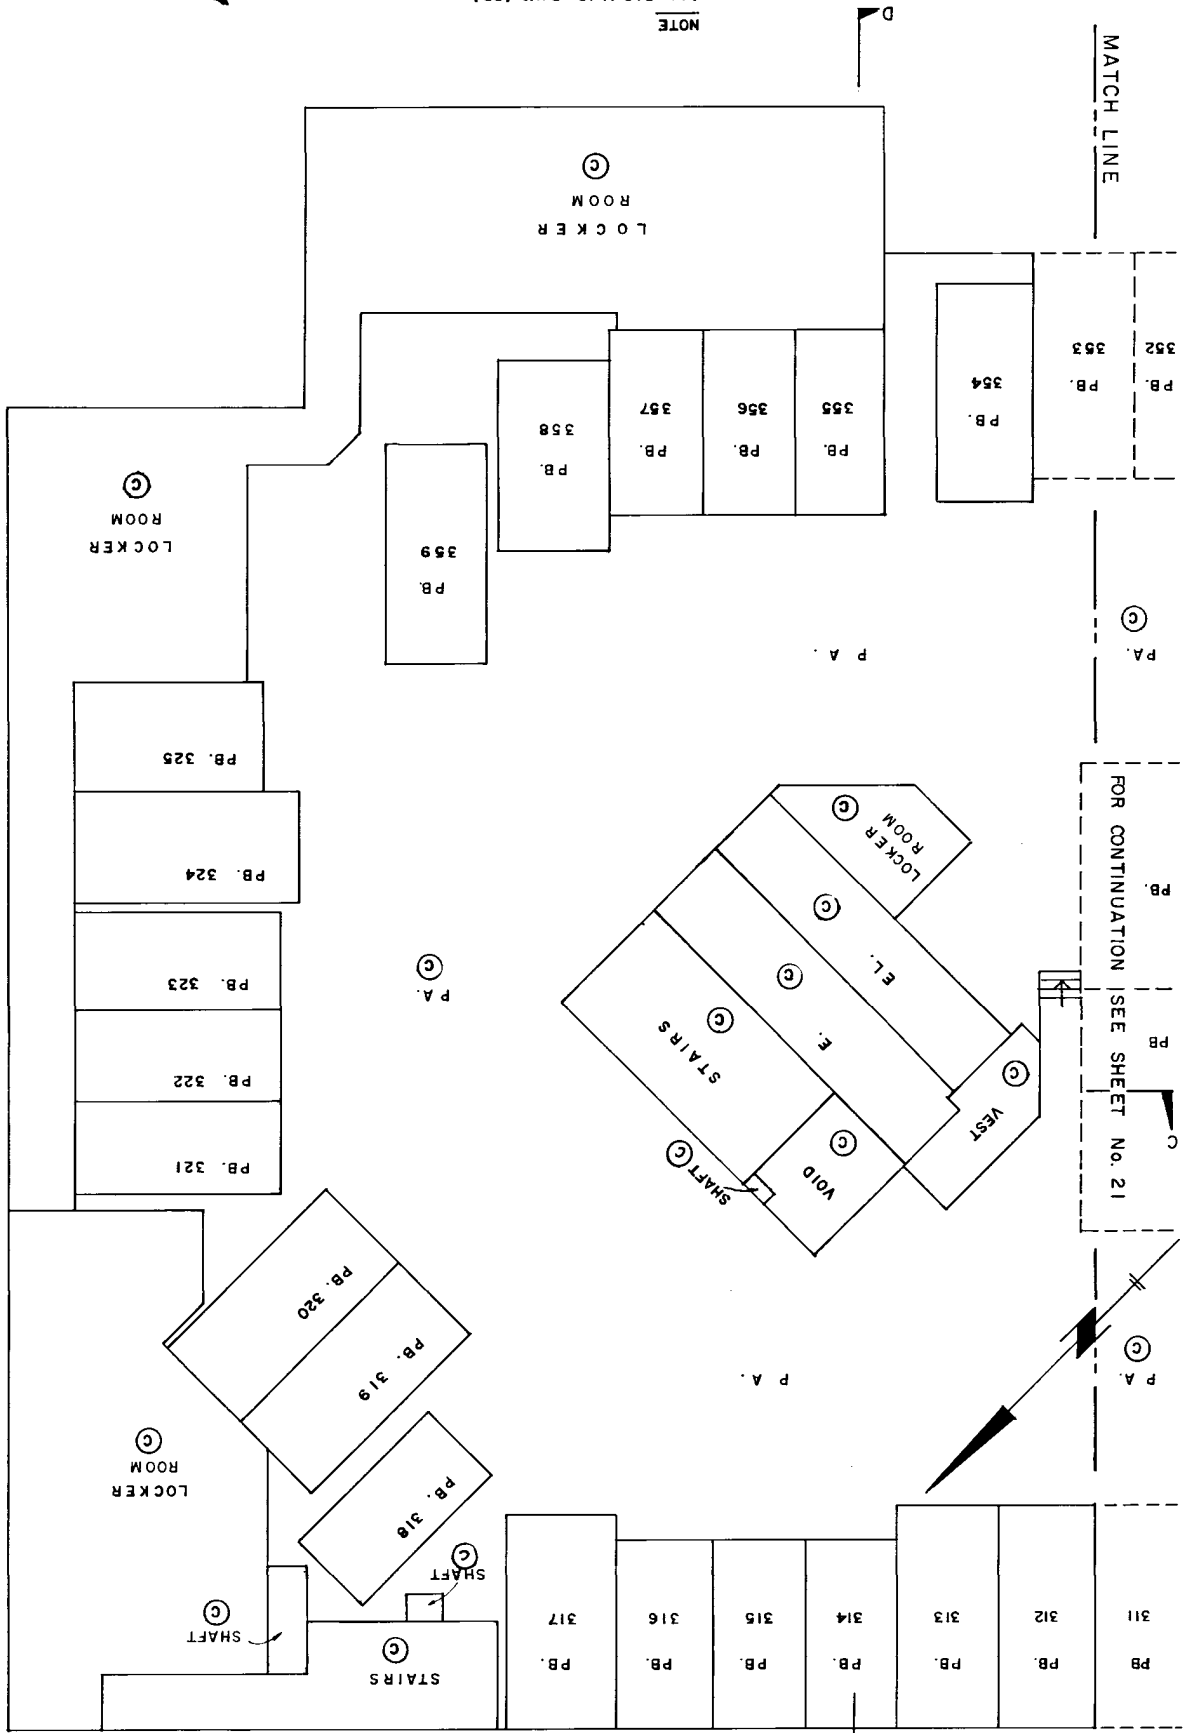 PB
311
PB.
312
PB.
313
PB.
314
PB.
315
PB.
316
PB.
317
STAIRS
C
SHAFT
C
SHAFT
C
PB. 318
PB. 319
PB. 320
LOCKER
ROOM
C
P A.
C
P A.
C
FOR CONTINUATION SEE SHEET No. 21
PB
PB.
VEST
C
VOID
C
SHAFT C
STAIRS
C
E.
C
E L.
C
LOCKER
ROOM
C
P A.
C
PB. 321
PB. 322
PB. 323
PB. 324
PB. 325
PA.
C
P A.
PB.
352
PB.
353
PB.
354
PB.
355
PB.
356
PB.
357
PB.
358
PB.
359
LOCKER
ROOM
C
LOCKER
ROOM
C
MATCH LINE
D
NOTE